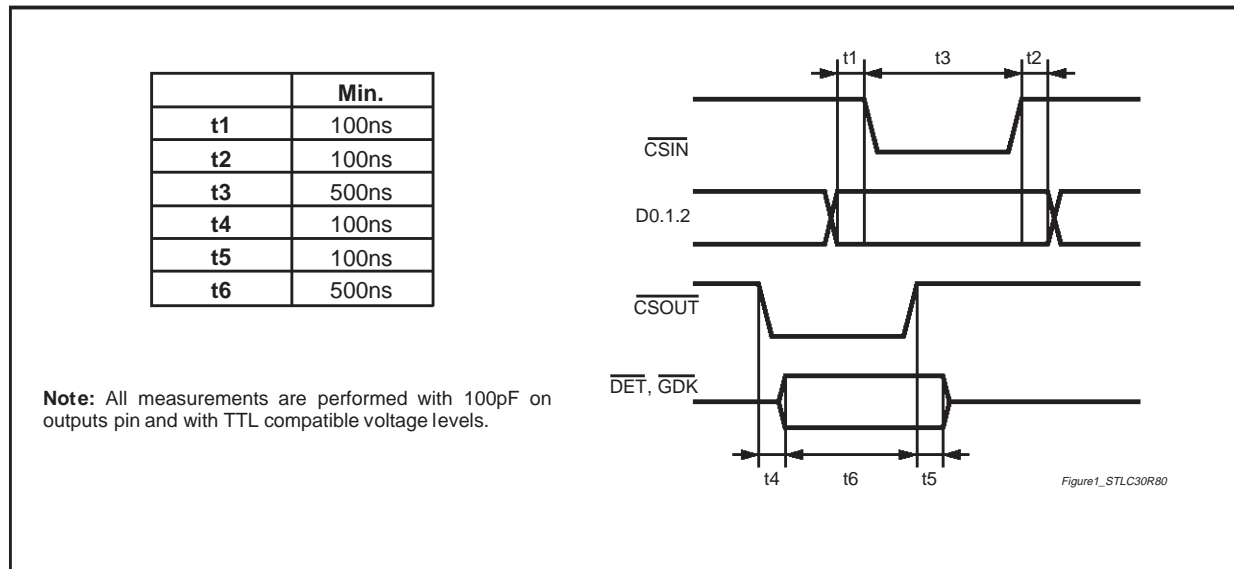 Min.
t1 100ns
t2 100ns
t3 500ns
t4 100ns
t5 100ns
t6 500ns
Note: All measurements are performed with 100pF on
outputs pin and with TTL compatible voltage levels.
t1 t3 t2
CSIN
D0.1.2
CSOUT
DET, GDK
t4 t6 t5
Figure1_STLC30R80